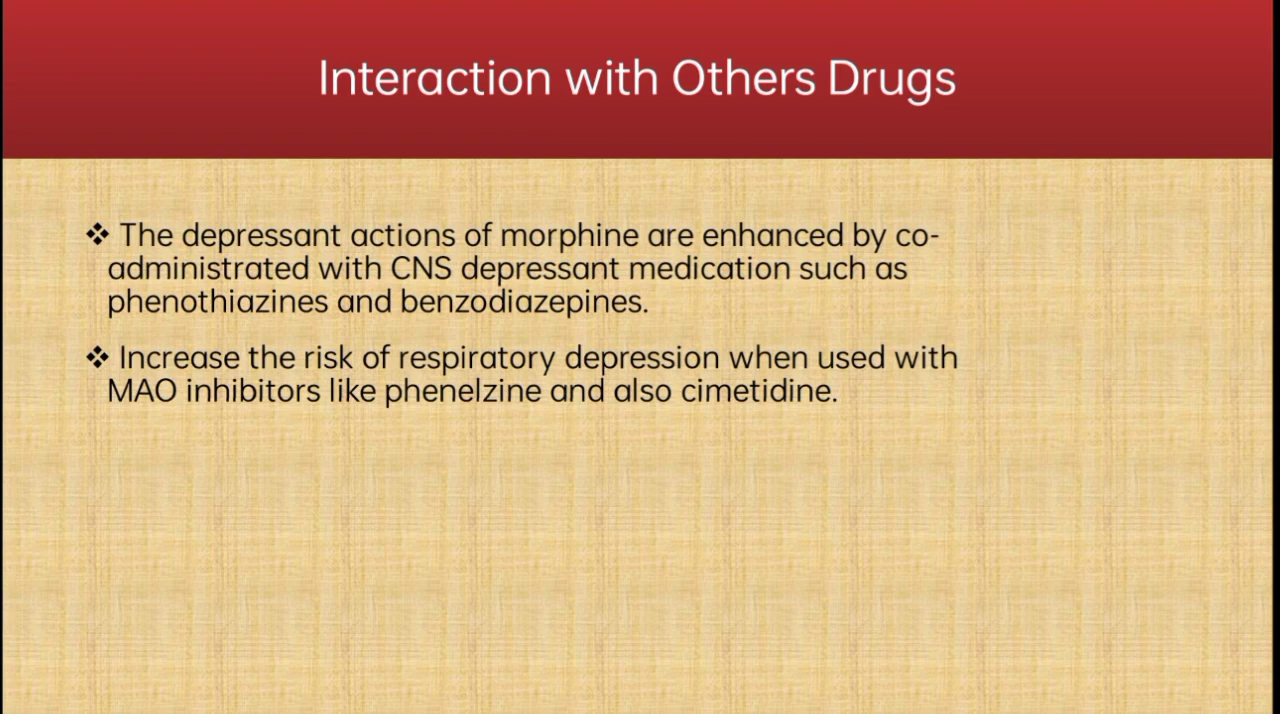 Interaction with Others Drugs
❖ The depressant actions of morphine are enhanced by co-
administrated with CNS depressant medication such as
phenothiazines and benzodiazepines.
❖ Increase the risk of respiratory depression when used with
MAO inhibitors like phenelzine and also cimetidine.